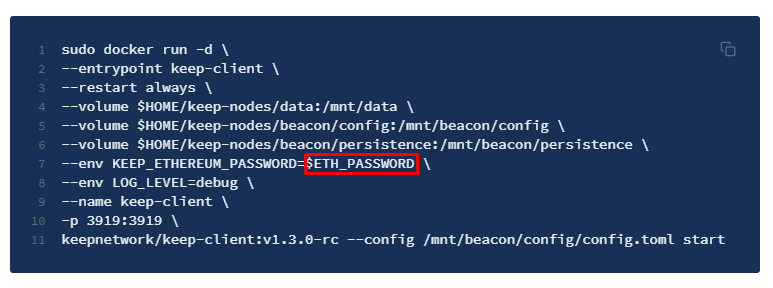 1 sudo docker run -d \
2 --entrypoint keep-client \
3 --restart always \
4 --volume $HOME/keep-nodes/data:/mnt/data \
5 --volume $HOME/keep-nodes/beacon/config:/mnt/beacon/config \
6 --volume $HOME/keep-nodes/beacon/persistence:/mnt/beacon/persistence \
7 --env KEEP_ETHEREUM_PASSWORD=$ETH_PASSWORD \
8 --env LOG_LEVEL=debug \
9 --name keep-client \
10 -p 3919:3919 \
11 keepnetwork/keep-client:v1.3.0-rc --config /mnt/beacon/config/config.toml start